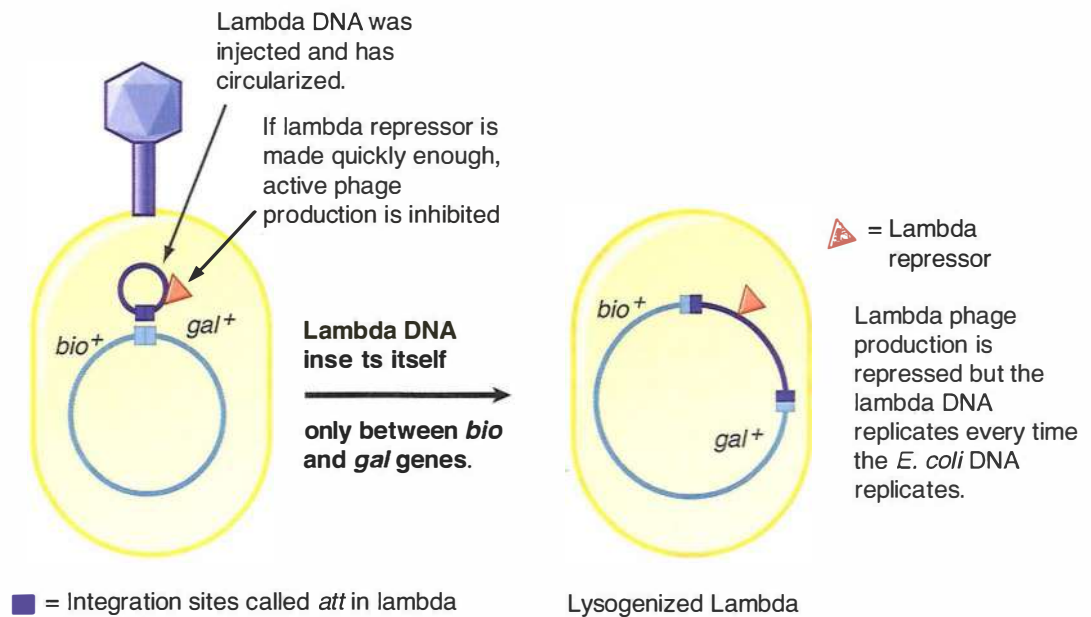 Lambda DNA was
injected and has
circularized.
If lambda repressor is
made quickly enough,
active phage
production is inhibited
bio+
gal+
Lambda DNA
inse ts itself
only between bio
and gal genes.
bio+
gal+
= Lambda
repressor
Lambda phage
production is
repressed but the
lambda DNA
replicates every time
the E. coli DNA
replicates.
= Integration sites called att in lambda
Lysogenized Lambda